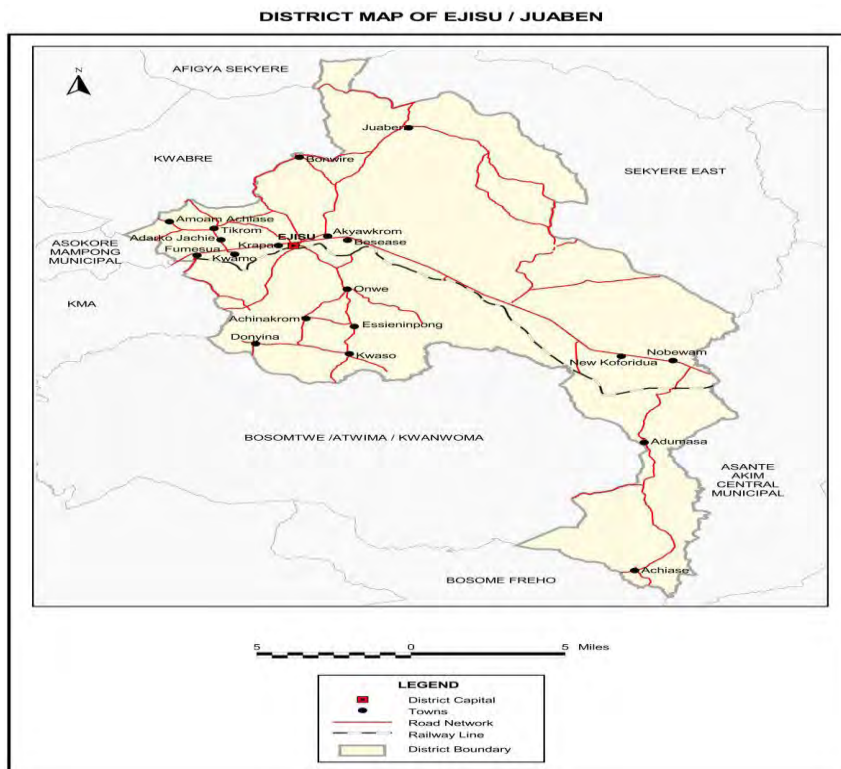 DISTRICT MAP OF EJISU / JUABEN
N
AFIGYA SEKYERE
Juaben
KWABRE
Bonwire
SEKYERE EAST
Amoam Achiase
Tikrom
EJISU
Akyawkrom
ASOKORE
MAMPONG
MUNICIPAL
Adarko Jachie
Krapa
Besease
Fumesua
Kwamo
KMA
Onwe
Achinakrom
Essieninpong
Donyina
Kwaso
New Koforidua
Nobewam
BOSOMTWE /ATWIMA / KWANWOMA
Adumasa
ASANTE
AKIM
CENTRAL
MUNICIPAL
Achiase
BOSOME FREHO
5 0 5 Miles
LEGEND
District Capital
Towns
Road Network
Railway Line
District Boundary